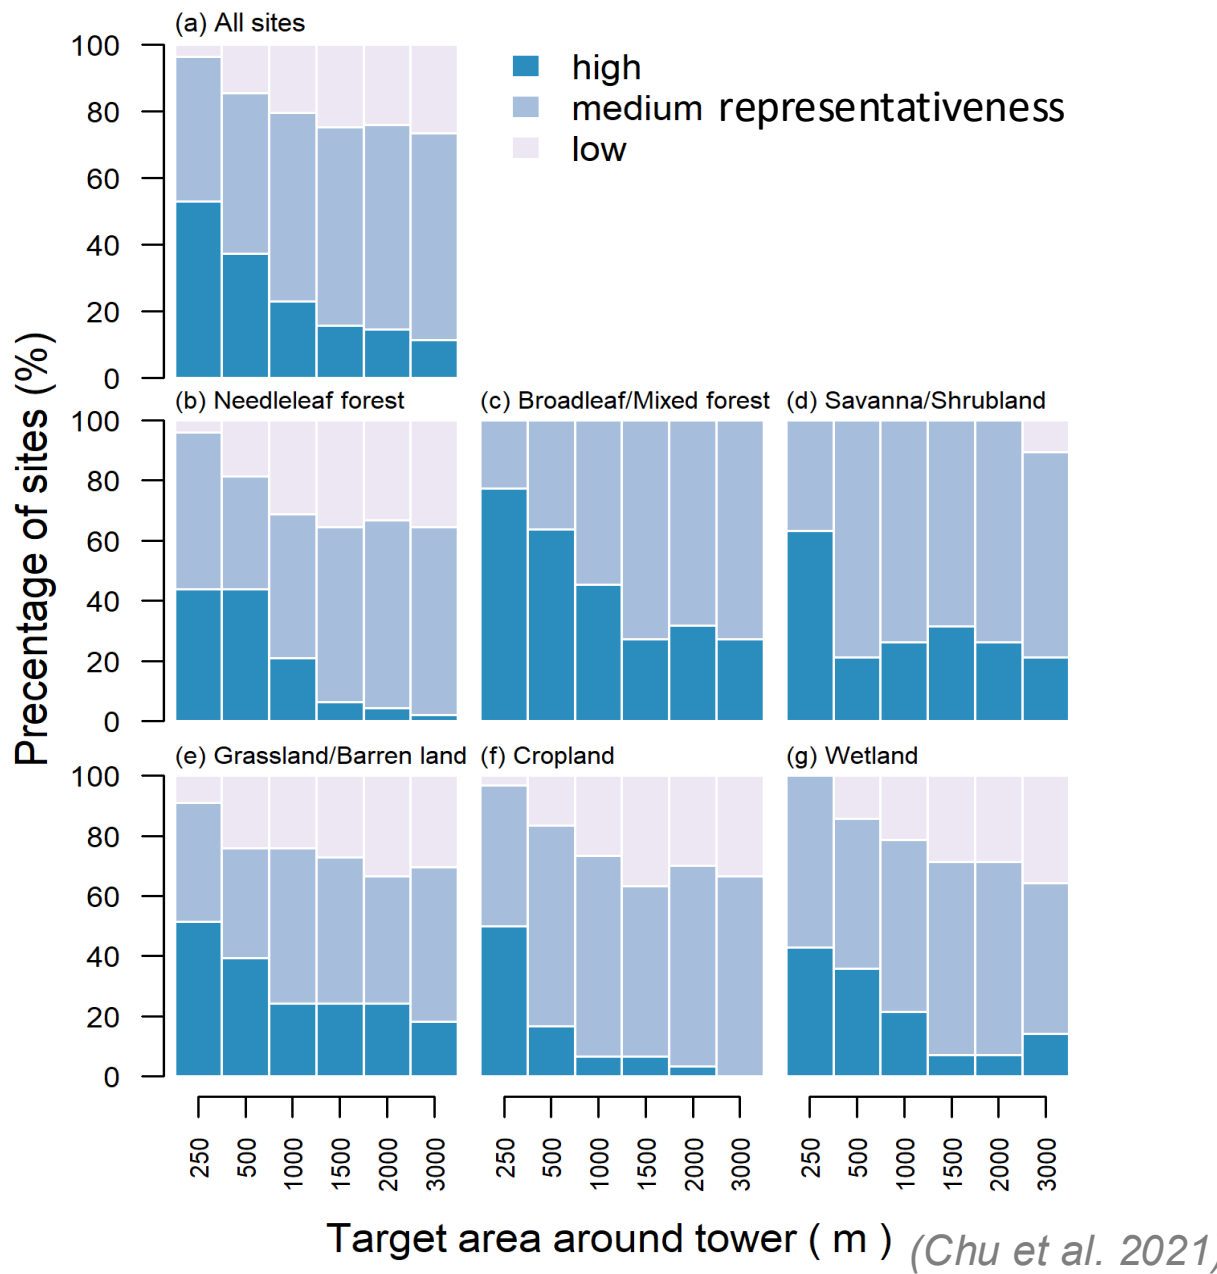 (a) All sites
high
medium representativeness
low
100
80
60
40
20
0
Precentage of sites (%)
(b) Needleleaf forest
(c) Broadleaf/Mixed forest
(d) Savanna/Shrubland
100
80
60
40
20
0
(e) Grassland/Barren land
(f) Cropland
(g) Wetland
100
80
60
40
20
0
250 500 1000 1500 2000 3000
250 500 1000 1500 2000 3000
250 500 1000 1500 2000 3000
Target area around tower ( m )
(Chu et al. 2021)